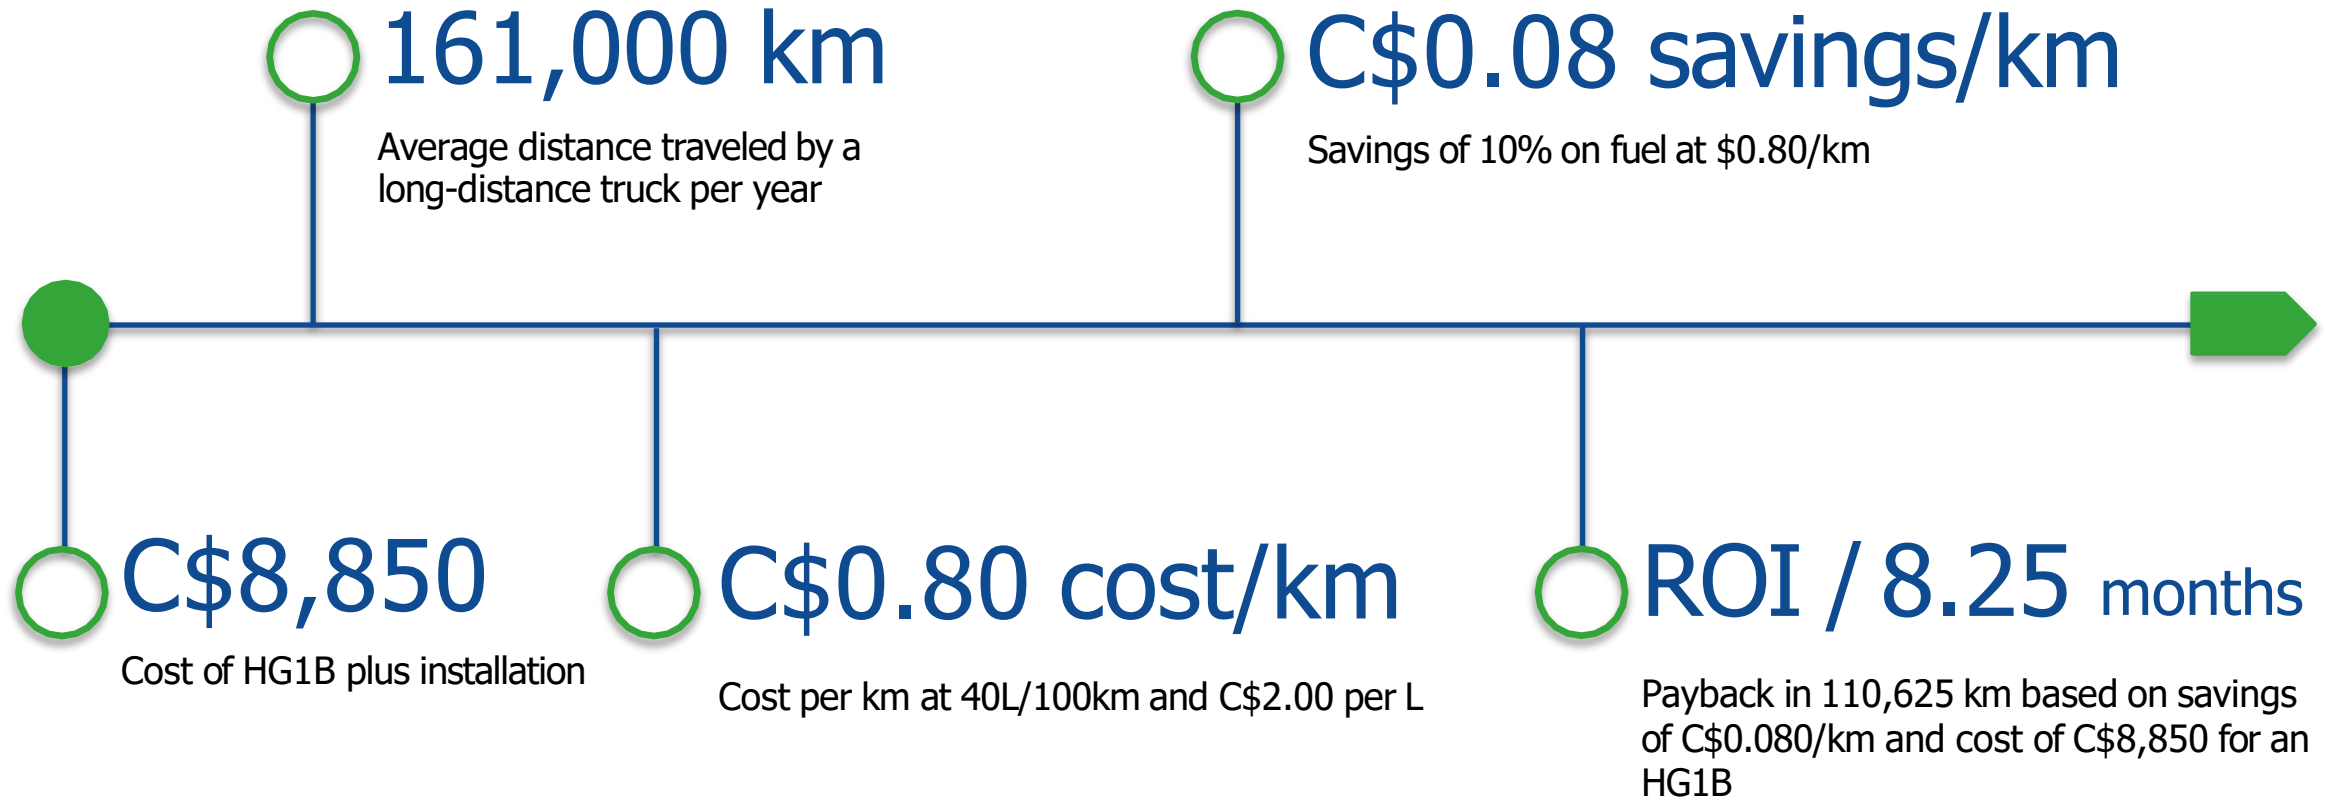 161,000 km
Average distance traveled by a
long-distance truck per year
C$0.08 savings/km
Savings of 10% on fuel at $0.80/km
C$8,850
Cost of HG1B plus installation
C$0.80 cost/km
Cost per km at 40L/100km and C$2.00 per L
ROI / 8.25 months
Payback in 110,625 km based on savings
of C$0.080/km and cost of C$8,850 for an
HG1B